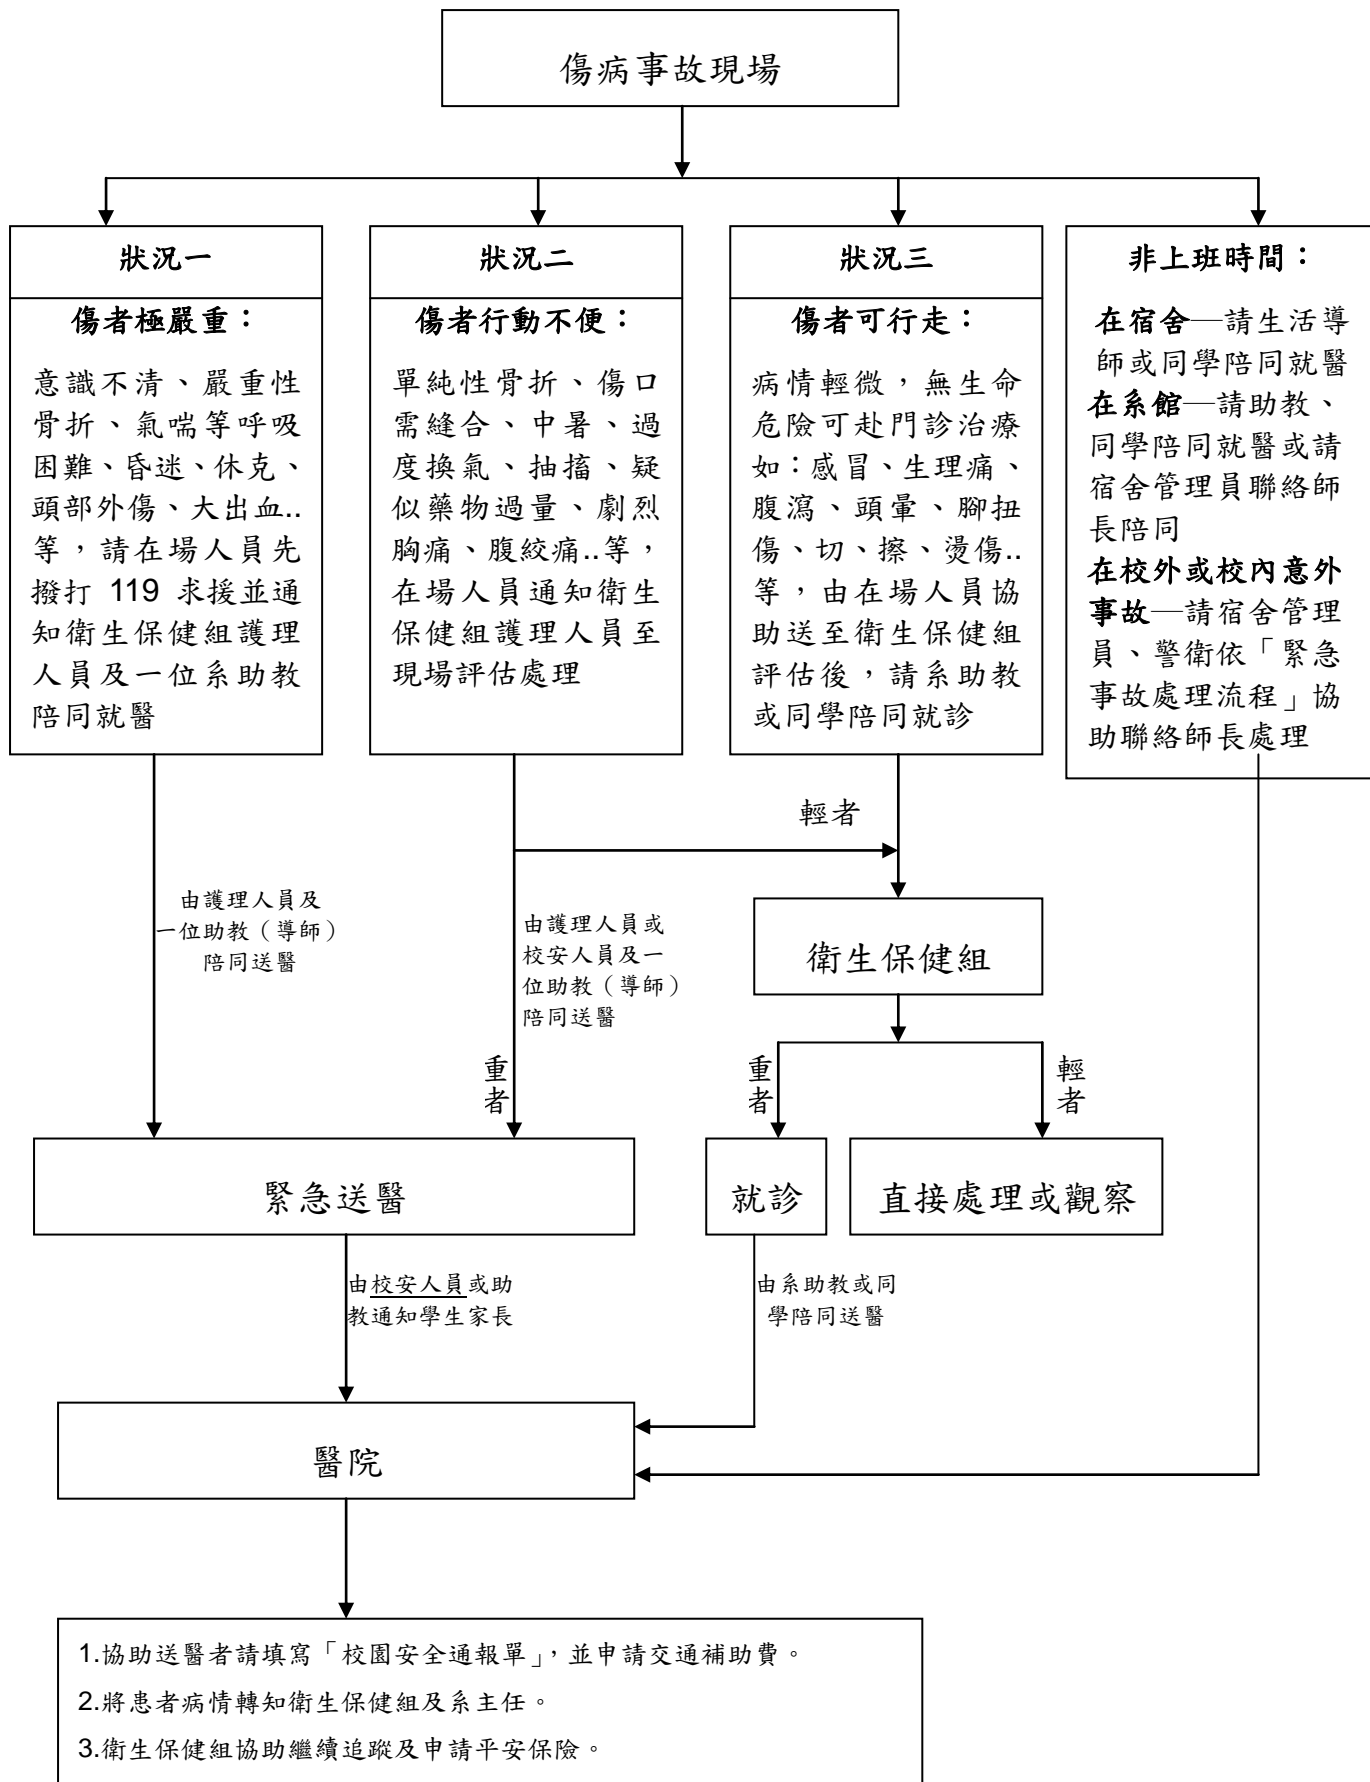 傷病事故現場
狀況一
傷者極嚴重：
意識不清、嚴重性
骨折、氣喘等呼吸
困難、昏迷、休克、
頭部外傷、大出血..
等，請在場人員先
撥打 119 求援並通
知衛生保健組護理
人員及一位系助教
陪同就醫
狀況二
傷者行動不便：
單純性骨折、傷口
需縫合、中暑、過
度換氣、抽搐、疑
似藥物過量、劇烈
胸痛、腹絞痛..等，
在場人員通知衛生
保健組護理人員至
現場評估處理
狀況三
傷者可行走：
病情輕微，無生命
危險可赴門診治療
如：感冒、生理痛、
腹瀉、頭暈、腳扭
傷、切、擦、燙傷..
等，由在場人員協
助送至衛生保健組
評估後，請系助教
或同學陪同就診
非上班時間：
在宿舍—請生活導
師或同學陪同就醫
在系館—請助教、
同學陪同就醫或請
宿舍管理員聯絡師
長陪同
在校外或校內意外
事故—請宿舍管理
員、警衛依「緊急
事故處理流程」協
助聯絡師長處理
輕者
由護理人員及
一位助教（導師）
陪同送醫
由護理人員或
校安人員及一
位助教（導師）
陪同送醫
衛生保健組
重者
重者
輕者
緊急送醫
就診
直接處理或觀察
由校安人員或助
教通知學生家長
由系助教或同
學陪同送醫
醫院
1.協助送醫者請填寫「校園安全通報單」，並申請交通補助費。
2.將患者病情轉知衛生保健組及系主任。
3.衛生保健組協助繼續追蹤及申請平安保險。